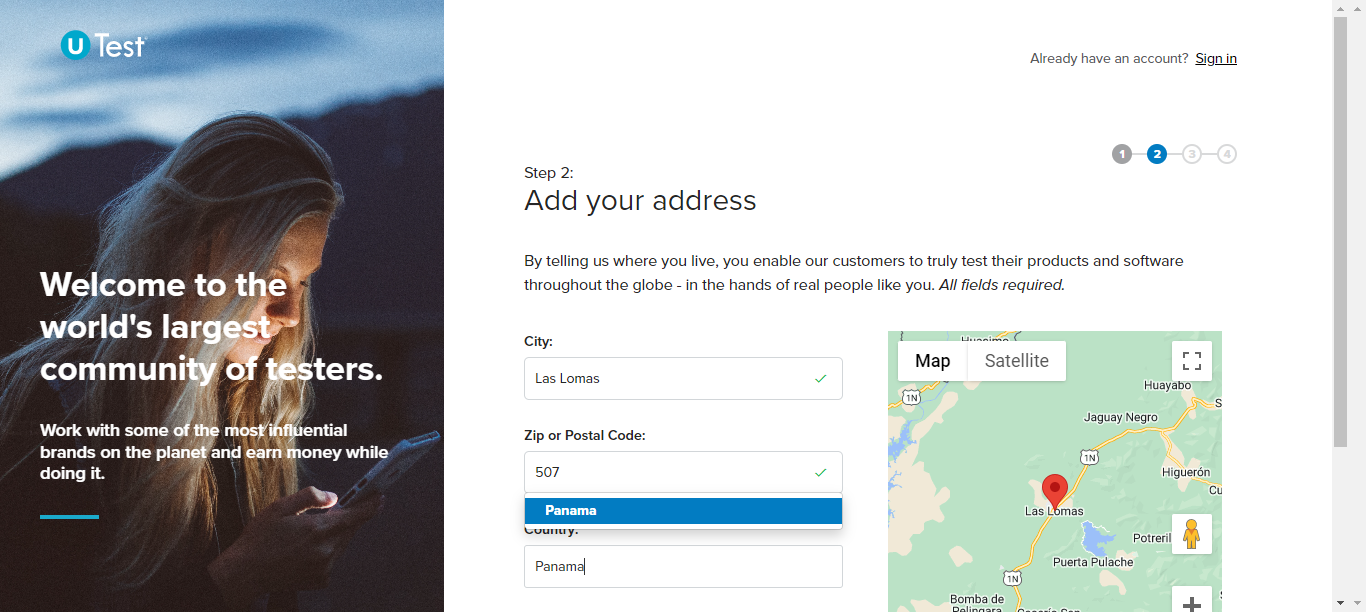 U Test
Already have an account? Sign in
1 2 3 4
Step 2:
Add your address
Welcome to the
world's largest
community of testers.
Work with some of the most influential
brands on the planet and earn money while
doing it.
By telling us where you live, you enable our customers to truly test their products and software
throughout the globe - in the hands of real people like you. All fields required.
City:
Las Lomas
Zip or Postal Code:
507
Panama
Country:
Panama
Map Satellite
Huayabo
1N
Jaguay Negro
1N
Higuerón
Las Lomas
Puerta Pulache
1N
Bomba de